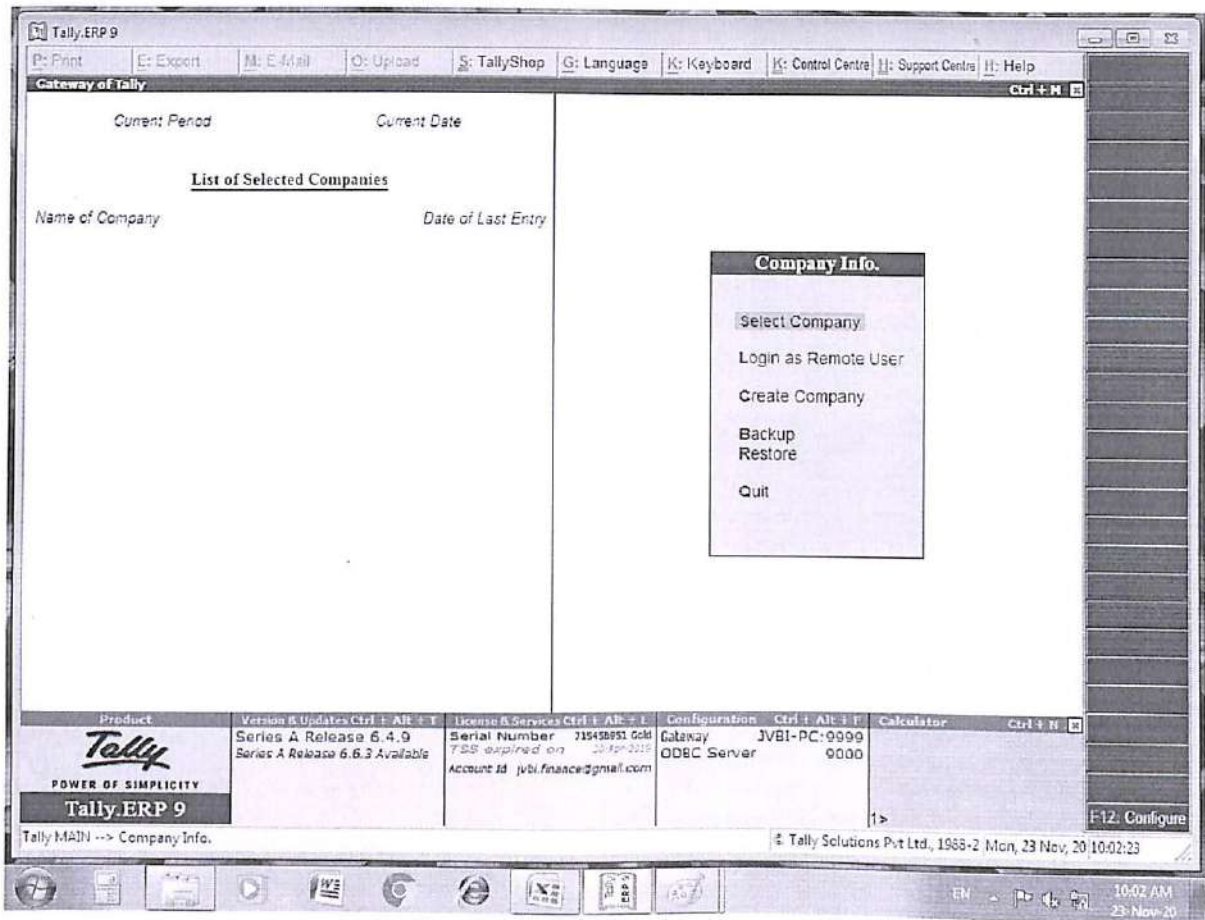 Tally.ERP 9
P: Print E: Export M: E-Mail O: Upload S: TallyShop G: Language K: Keyboard K: Control Centre H: Support Centre H: Help
Gateway of Tally Ctrl + M
Current Period Current Date
List of Selected Companies
Name of Company Date of Last Entry
Company Info.
Select Company
Login as Remote User
Create Company
Backup
Restore
Quit
Product
Tally
POWER OF SIMPLICITY
Tally.ERP 9
Version & Updates Ctrl + Alt + T
Series A Release 6.4.9
Series A Release 6.6.3 Available
License & Services Ctrl + Alt + L
Serial Number Gold
TSS expired on
Account Id jvbi.finance@gmail.com
Configuration Ctrl + Alt + F
Gateway JVBI-PC:9999
ODBC Server 9000
Calculator Ctrl + N
1>
F12: Configure
Tally MAIN --> Company Info. © Tally Solutions Pvt Ltd., 1988-2 Mon, 23 Nov, 20 10:02:23
EN 10:02 AM
23-Nov-20